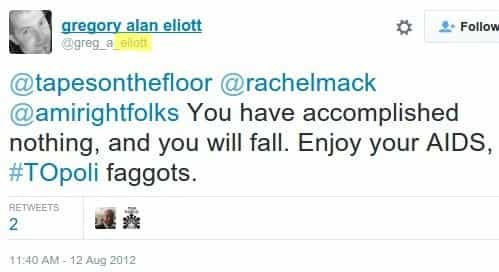 gregory alan eliott
@greg_a_eliott
Follow
@tapesonthefloor @rachelmack
@amirightfolks You have accomplished
nothing, and you will fall. Enjoy your AIDS,
#TOpoli faggots.
RETWEETS
2
11:40 AM - 12 Aug 2012